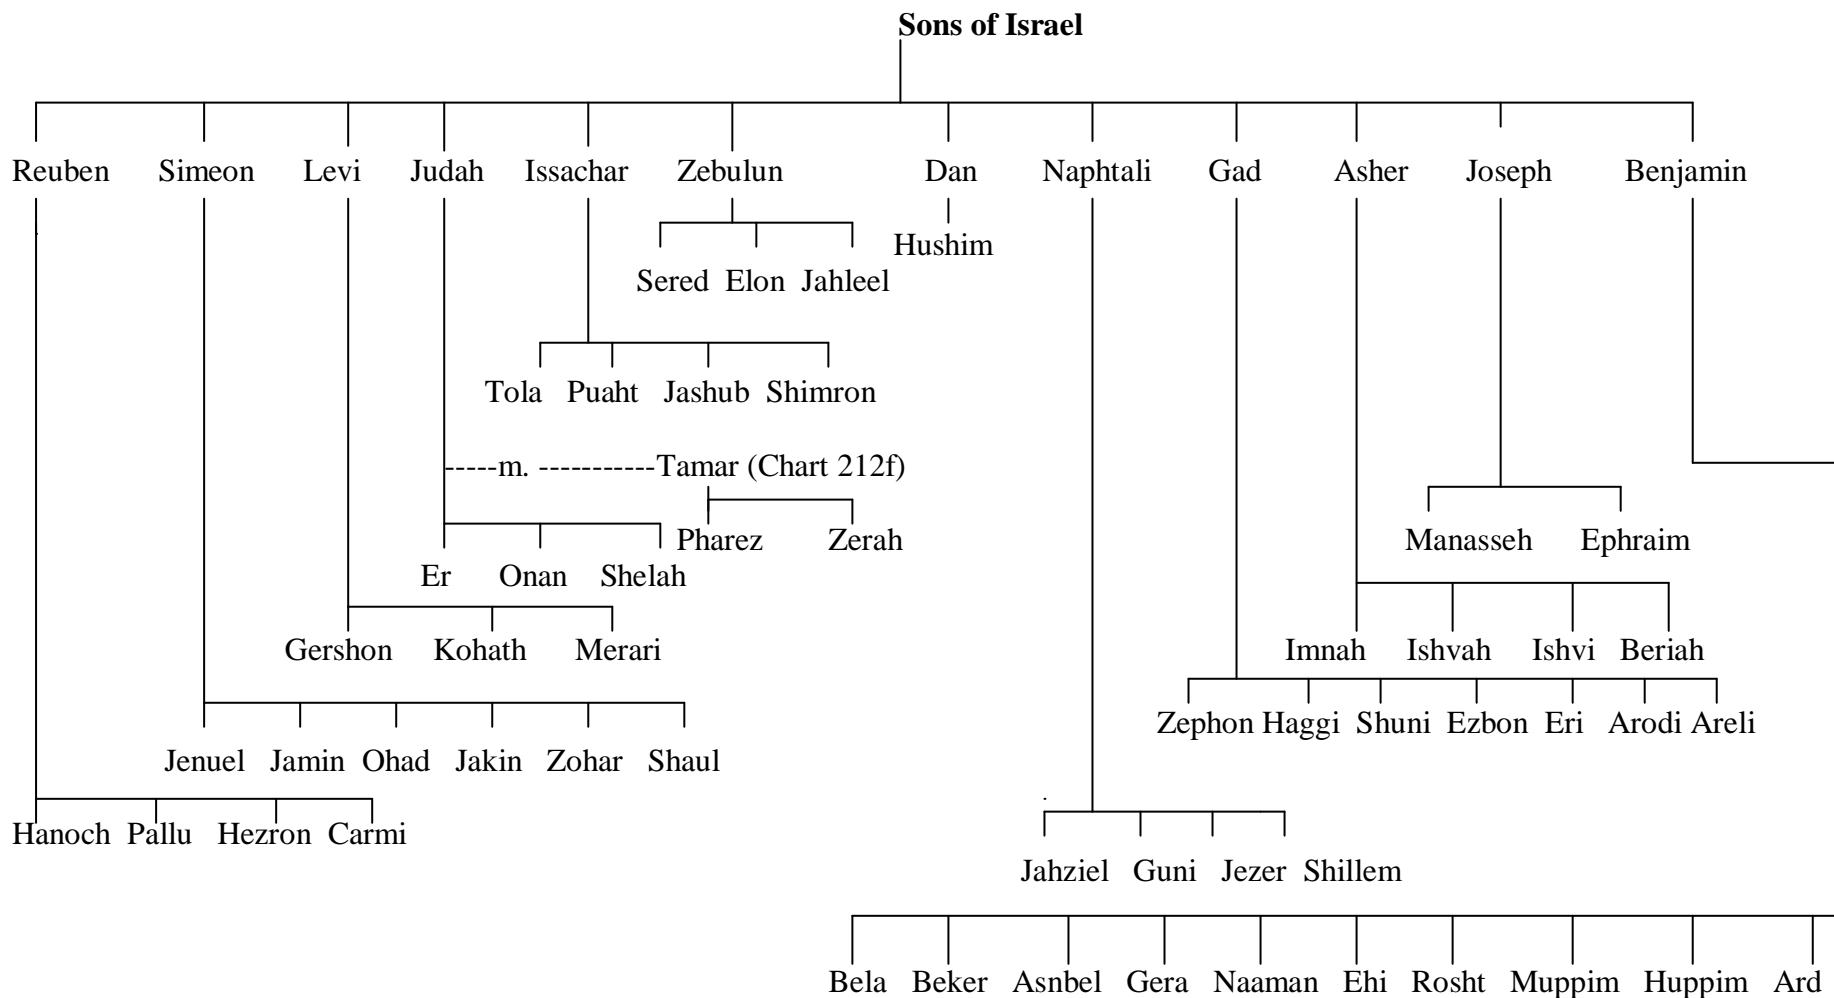 Sons of Israel
Reuben Simeon Levi Judah Issachar Zebulun Dan Naphtali Gad Asher Joseph Benjamin
Hushim
Sered Elon Jahleel
Tola Puaht Jashub Shimron
-----m. -----------Tamar (Chart 212f)
Pharez Zerah Manasseh Ephraim
Er Onan Shelah
Gershon Kohath Merari Imnah Ishvah Ishvi Beriah
Zephon Haggi Shuni Ezbon Eri Arodi Areli
Jenuel Jamin Ohad Jakin Zohar Shaul
Hanoch Pallu Hezron Carmi
Jahziel Guni Jezer Shillem
Bela Beker Asnbel Gera Naaman Ehi Rosht Muppim Huppim Ard